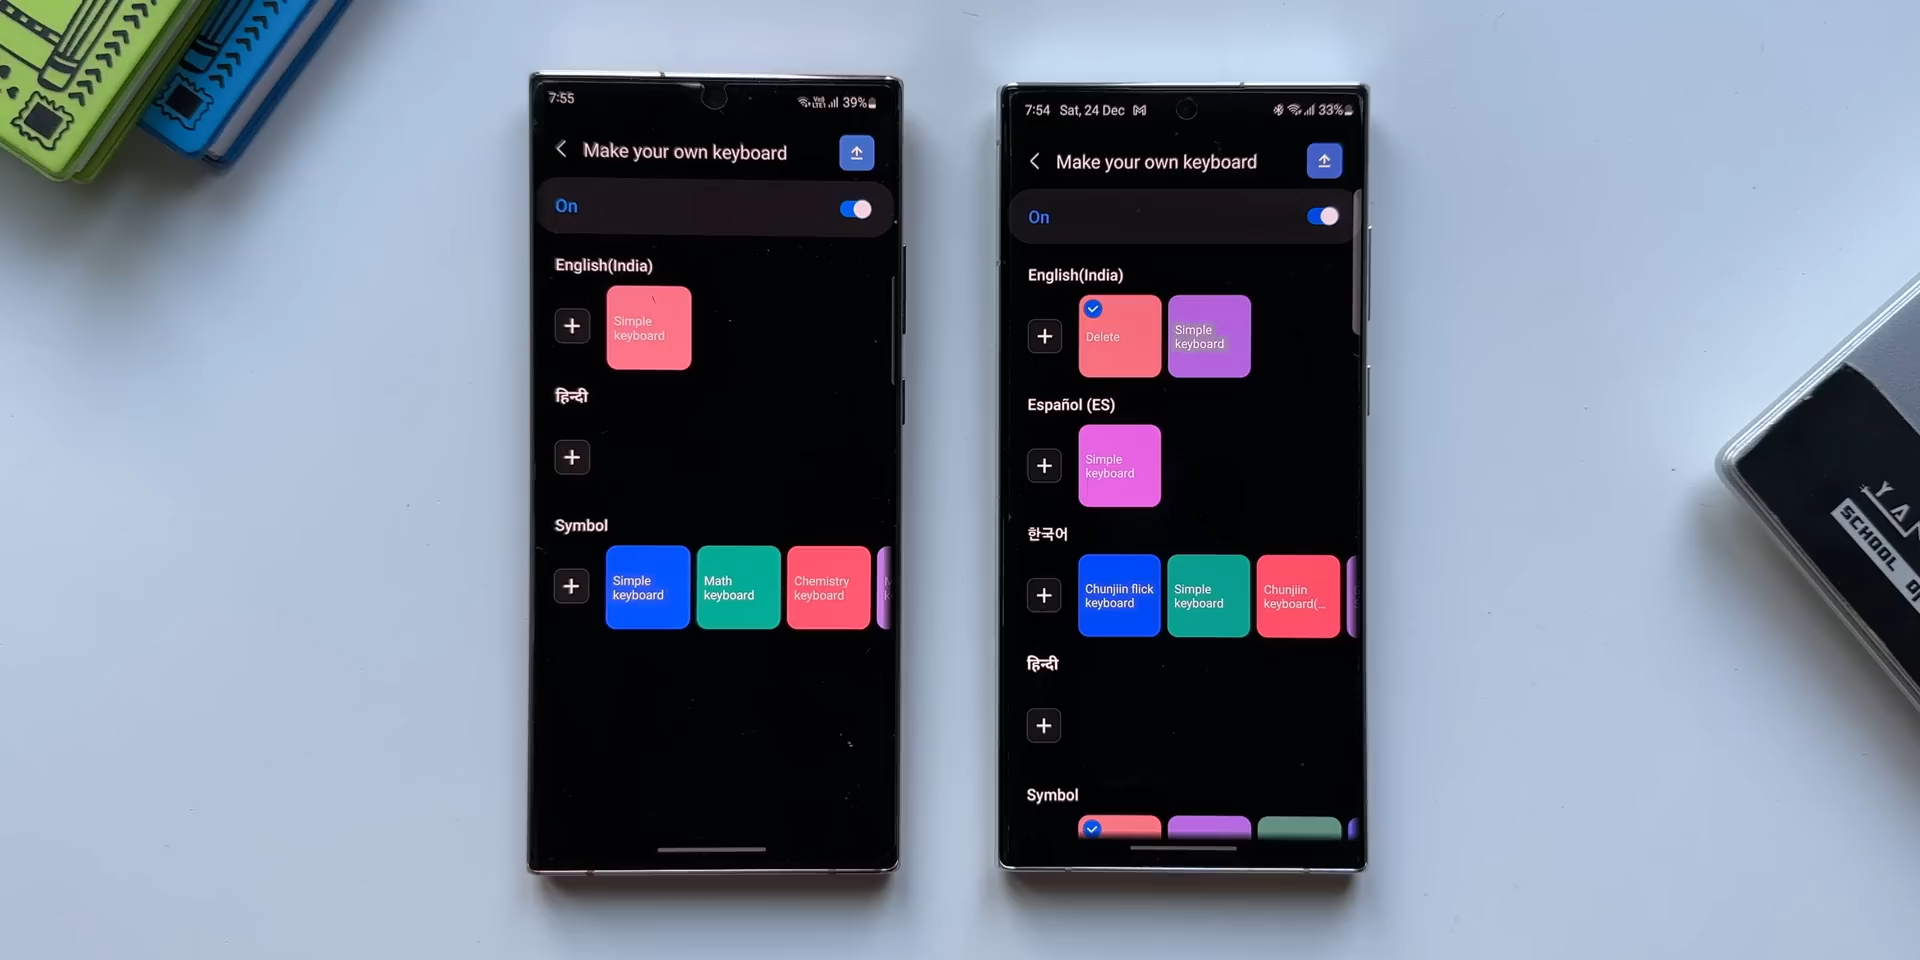 7:55
VoI
LTE1
39%
Make your own keyboard
On
English(India)
Simple
keyboard
हिन्दी
Symbol
Simple
keyboard
Math
keyboard
Chemistry
keyboard
7:54 Sat, 24 Dec
33%
Make your own keyboard
On
English(India)
Delete
Simple
keyboard
Español (ES)
Simple
keyboard
한국어
Chunjiin flick
keyboard
Simple
keyboard
Chunjiin
keyboard(...
हिन्दी
Symbol
SCHOOL